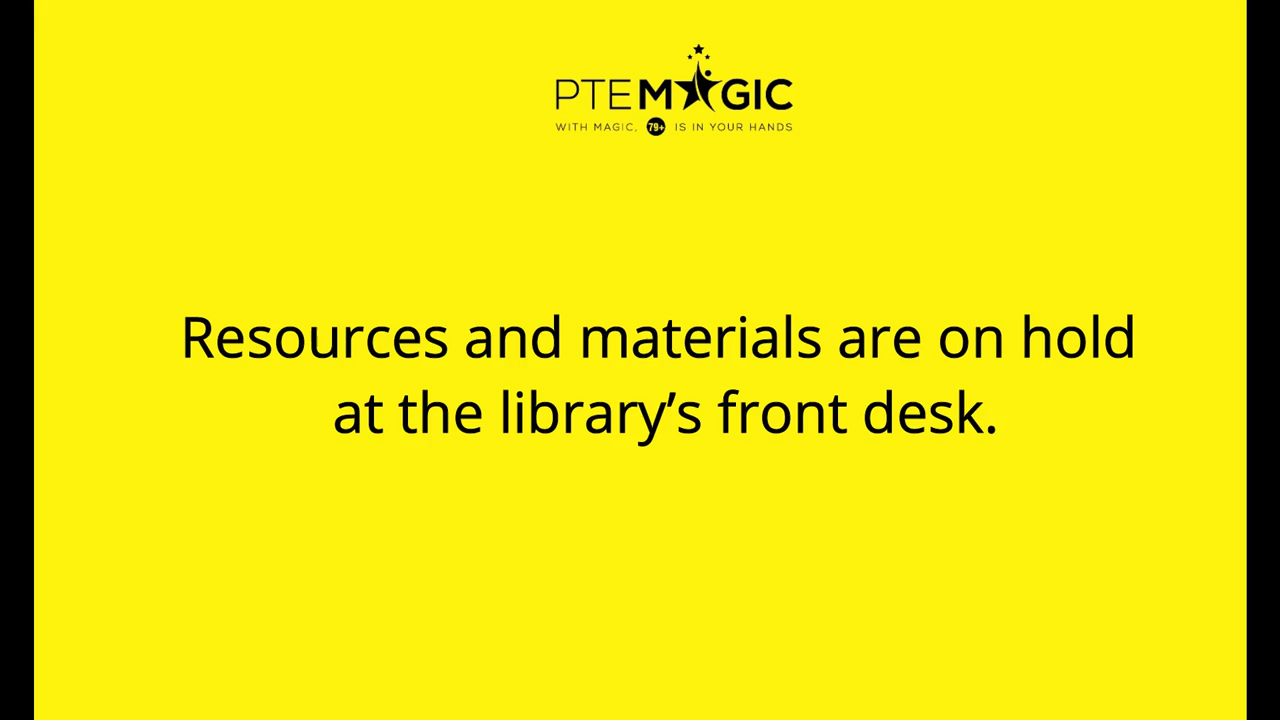 PTEMAGIC
WITH MAGIC, 79+ IS IN YOUR HANDS
Resources and materials are on hold
at the library’s front desk.